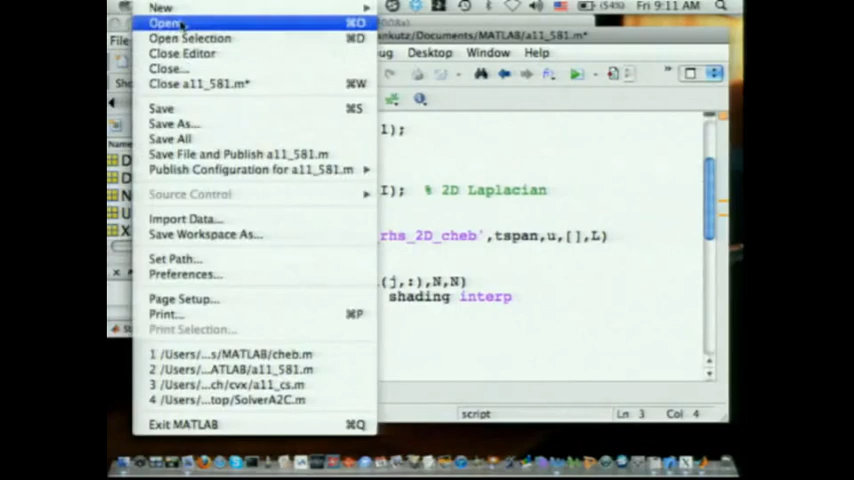 Fri 9:11 AM
New
Open... ⌘O
Open Selection ⌘D
Close Editor
Close...
Close a11_581.m* ⌘W
Save ⌘S
Save As...
Save All
Save File and Publish a11_581.m
Publish Configuration for a11_581.m
Source Control
Import Data...
Save Workspace As...
Set Path...
Preferences...
Page Setup...
Print... ⌘P
Print Selection...
1 /Users/...s/MATLAB/cheb.m
2 /Users/...ATLAB/a11_581.m
3 /Users/...ch/cvx/a11_cs.m
4 /Users/...top/SolverA2C.m
Exit MATLAB ⌘Q
File
Name
D
D
N
U
X
ankutz/Documents/MATLAB/a11_581.m*
ug Desktop Window Help
I);
I); % 2D Laplacian
rhs_2D_cheb',tspan,u,[],L)
(j,:),N,N)
shading interp
script Ln 3 Col 4